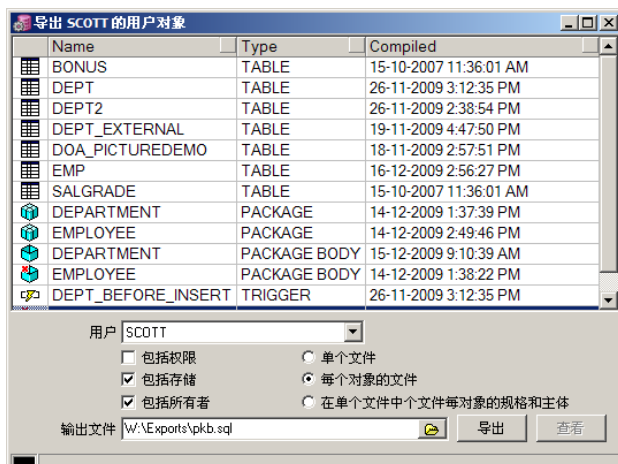 导出 SCOTT 的用户对象
Name Type Compiled
BONUS TABLE 15-10-2007 11:36:01 AM
DEPT TABLE 26-11-2009 3:12:35 PM
DEPT2 TABLE 26-11-2009 2:38:54 PM
DEPT_EXTERNAL TABLE 19-11-2009 4:47:50 PM
DOA_PICTUREDEMO TABLE 18-11-2009 2:57:51 PM
EMP TABLE 16-12-2009 2:56:27 PM
SALGRADE TABLE 15-10-2007 11:36:01 AM
DEPARTMENT PACKAGE 14-12-2009 1:37:39 PM
EMPLOYEE PACKAGE 14-12-2009 2:49:46 PM
DEPARTMENT PACKAGE BODY 15-12-2009 9:10:39 AM
EMPLOYEE PACKAGE BODY 14-12-2009 1:38:22 PM
DEPT_BEFORE_INSERT TRIGGER 26-11-2009 3:12:35 PM
用户 SCOTT
包括权限 单个文件
包括存储 每个对象的文件
包括所有者 在单个文件中个文件毎对象的规格和主体
输出文件 W:\Exports\pkb.sql 导出 查看